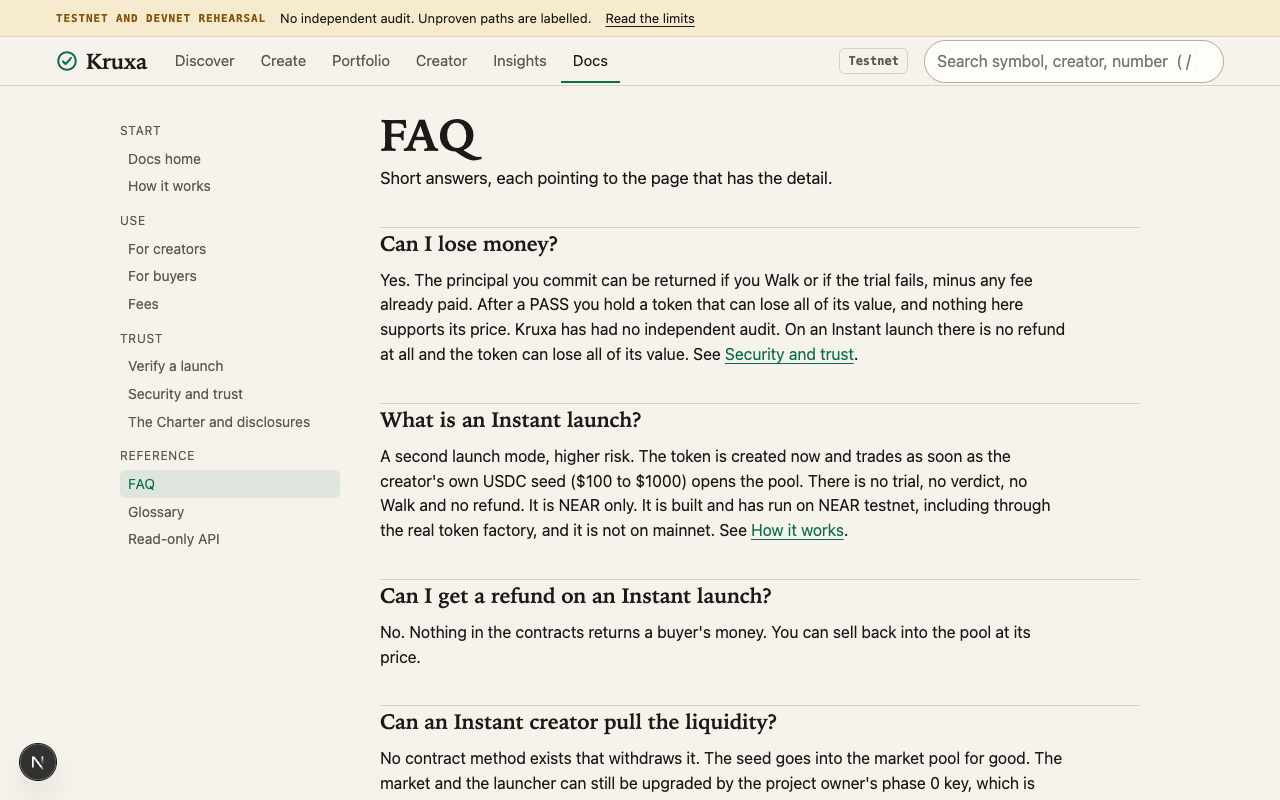 TESTNET AND DEVNET REHEARSAL No independent audit. Unproven paths are labelled. Read the limits
Kruxa Discover Create Portfolio Creator Insights Docs Testnet Search symbol, creator, number ( /
START
Docs home
How it works
USE
For creators
For buyers
Fees
TRUST
Verify a launch
Security and trust
The Charter and disclosures
REFERENCE
FAQ
Glossary
Read-only API
FAQ
Short answers, each pointing to the page that has the detail.
Can I lose money?
Yes. The principal you commit can be returned if you Walk or if the trial fails, minus any fee
already paid. After a PASS you hold a token that can lose all of its value, and nothing here
supports its price. Kruxa has had no independent audit. On an Instant launch there is no refund
at all and the token can lose all of its value. See Security and trust.
What is an Instant launch?
A second launch mode, higher risk. The token is created now and trades as soon as the
creator's own USDC seed ($100 to $1000) opens the pool. There is no trial, no verdict, no
Walk and no refund. It is NEAR only. It is built and has run on NEAR testnet, including through
the real token factory, and it is not on mainnet. See How it works.
Can I get a refund on an Instant launch?
No. Nothing in the contracts returns a buyer's money. You can sell back into the pool at its
price.
Can an Instant creator pull the liquidity?
No contract method exists that withdraws it. The seed goes into the market pool for good. The
market and the launcher can still be upgraded by the project owner's phase 0 key, which is
N